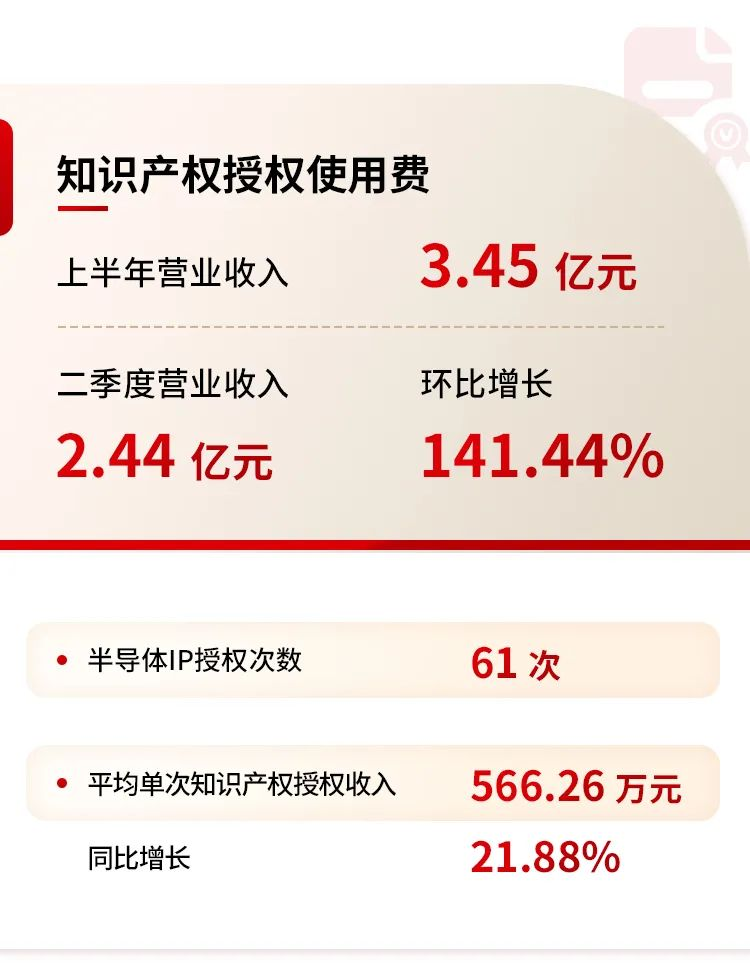 知识产权授权使用费
上半年营业收入 3.45 亿元
二季度营业收入 环比增长
2.44 亿元 141.44%
半导体IP授权次数 61 次
平均单次知识产权授权收入 566.26 万元
同比增长 21.88%